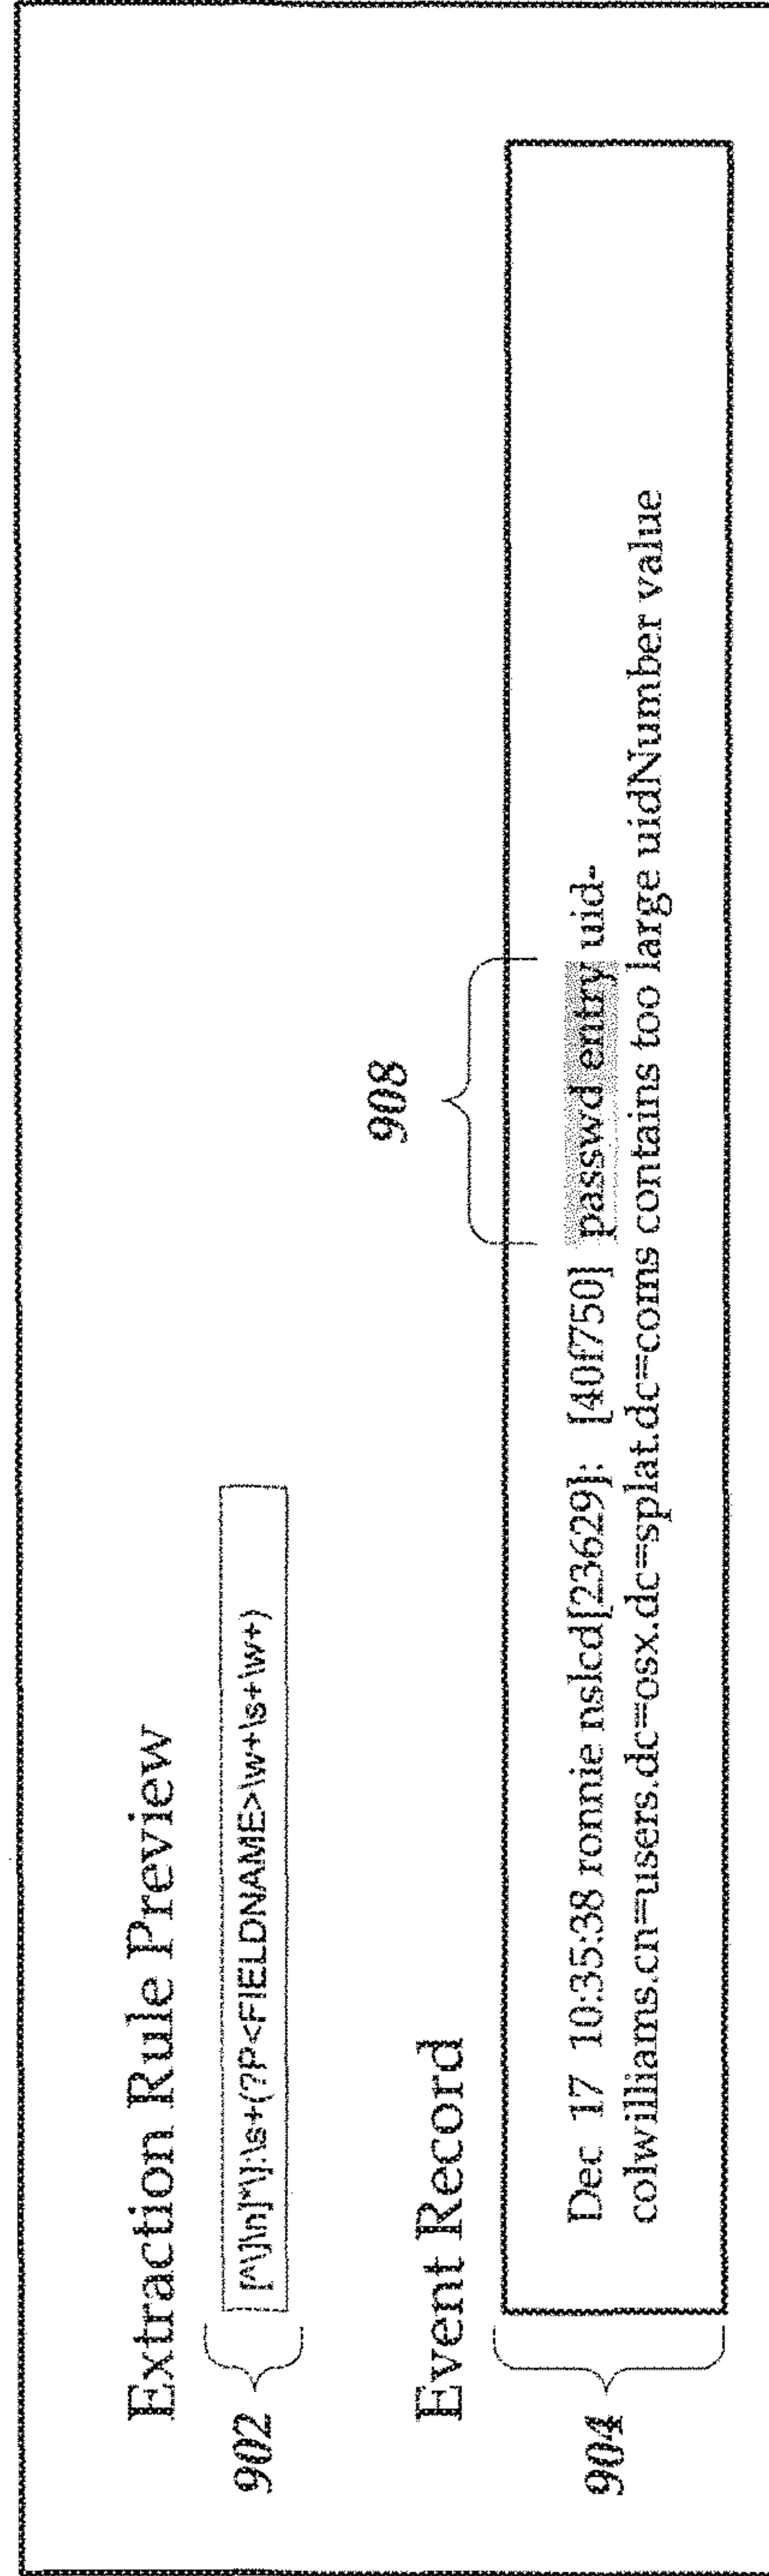 Extraction Rule Preview
902
[^\]\n]*\]:\s+(?P<FIELDNAME>\w+\s+\w+)
Event Record
908
904
Dec 17 10:35:38 ronnie nslcd[23629]: [40f750] passwd entry uid-
colwilliams.cn=users.dc=osx.dc=splat.dc=coms contains too large uidNumber value